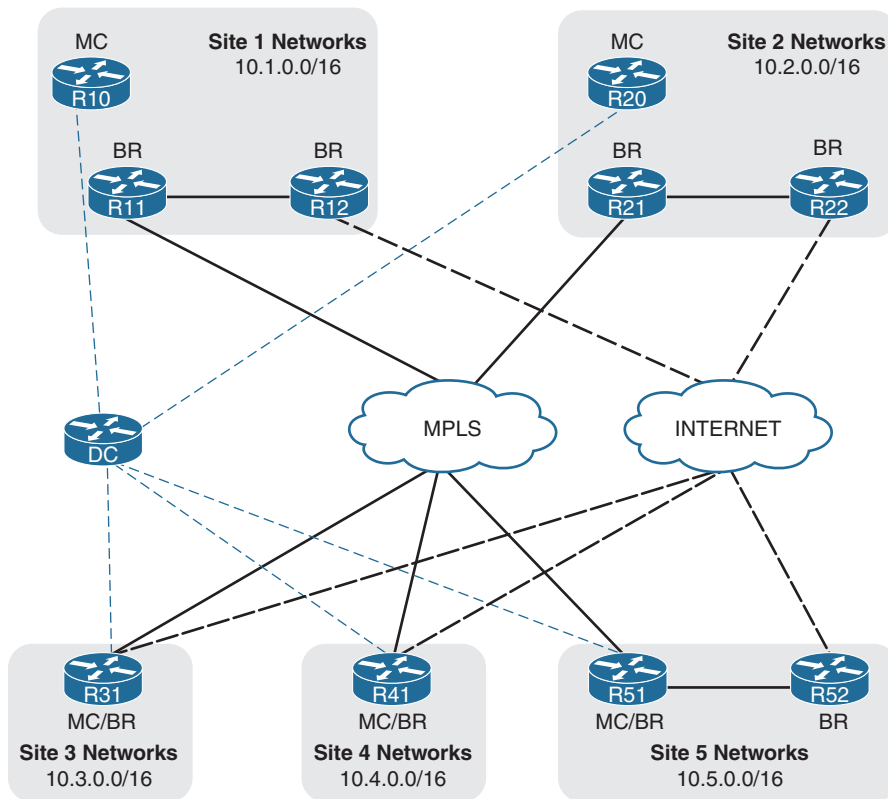 MC
Site 1 Networks
10.1.0.0/16
R10
BR
BR
R11
R12
MC
Site 2 Networks
10.2.0.0/16
R20
BR
BR
R21
R22
DC
MPLS
INTERNET
R31
MC/BR
Site 3 Networks
10.3.0.0/16
R41
MC/BR
Site 4 Networks
10.4.0.0/16
R51
R52
MC/BR
BR
Site 5 Networks
10.5.0.0/16